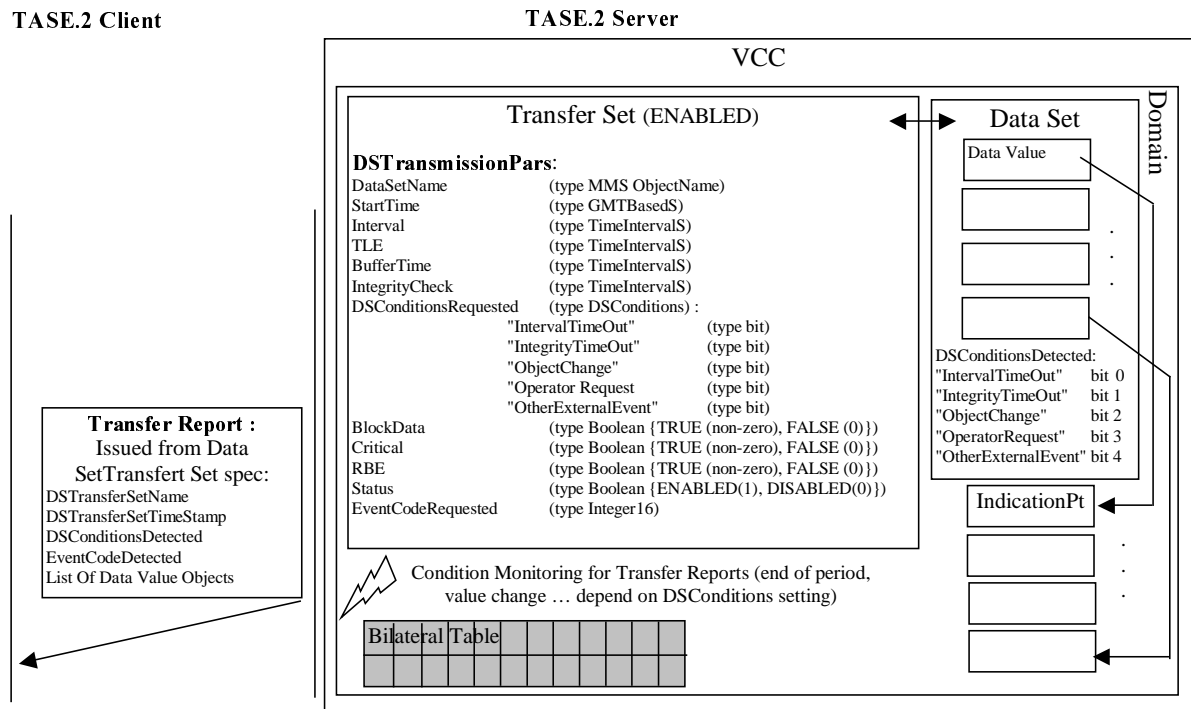 TASE.2 Client
TASE.2 Server
VCC
Domain
Transfer Set (ENABLED)
DSTransmissionPars:
DataSetName (type MMS ObjectName)
StartTime (type GMTBasedS)
Interval (type TimeIntervalS)
TLE (type TimeIntervalS)
BufferTime (type TimeIntervalS)
IntegrityCheck (type TimeIntervalS)
DSConditionsRequested (type DSConditions) :
"IntervalTimeOut" (type bit)
"IntegrityTimeOut" (type bit)
"ObjectChange" (type bit)
"Operator Request (type bit)
"OtherExternalEvent" (type bit)
BlockData (type Boolean {TRUE (non-zero), FALSE (0)})
Critical (type Boolean {TRUE (non-zero), FALSE (0)})
RBE (type Boolean {TRUE (non-zero), FALSE (0)})
Status (type Boolean {ENABLED(1), DISABLED(0)})
EventCodeRequested (type Integer16)
Data Set
Data Value
.
.
.
DSConditionsDetected:
"IntervalTimeOut" bit 0
"IntegrityTimeOut" bit 1
"ObjectChange" bit 2
"OperatorRequest" bit 3
"OtherExternalEvent" bit 4
IndicationPt
.
.
.
Transfer Report :
Issued from Data
SetTransfert Set spec:
DSTransferSetName
DSTransferSetTimeStamp
DSConditionsDetected
EventCodeDetected
List Of Data Value Objects
Condition Monitoring for Transfer Reports (end of period,
value change … depend on DSConditions setting)
Bilateral Table